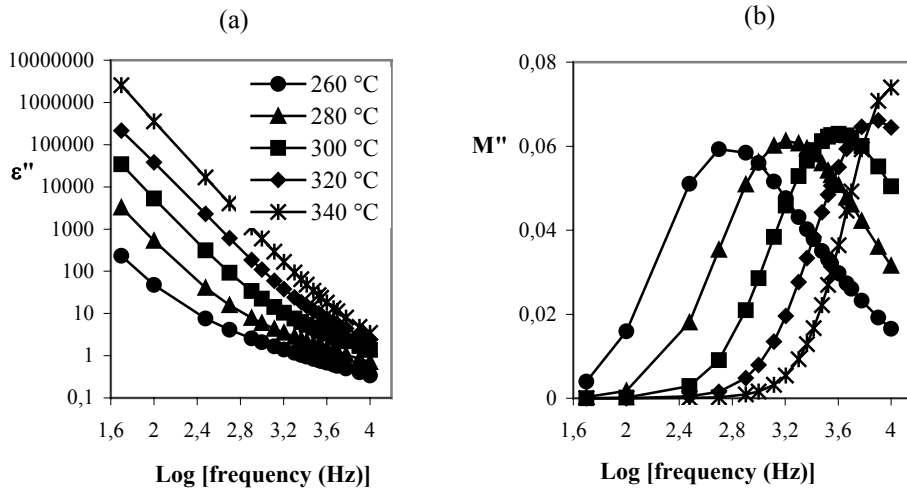 (a)
10000000
1000000
100000
10000
1000
100
10
1
0,1
ε"
260 °C
280 °C
300 °C
320 °C
340 °C
1,6 2 2,4 2,8 3,2 3,6 4
Log [frequency (Hz)]
(b)
0,08
0,06
0,04
0,02
0
M"
1,6 2 2,4 2,8 3,2 3,6 4
Log [frequency (Hz)]